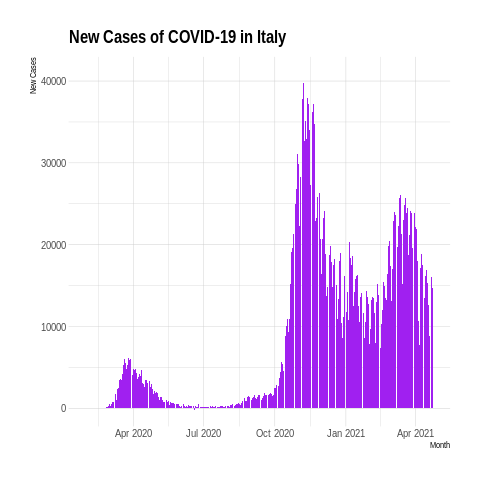 New Cases of COVID-19 in Italy
New Cases
40000
30000
20000
10000
0
Apr 2020 Jul 2020 Oct 2020 Jan 2021 Apr 2021
Month